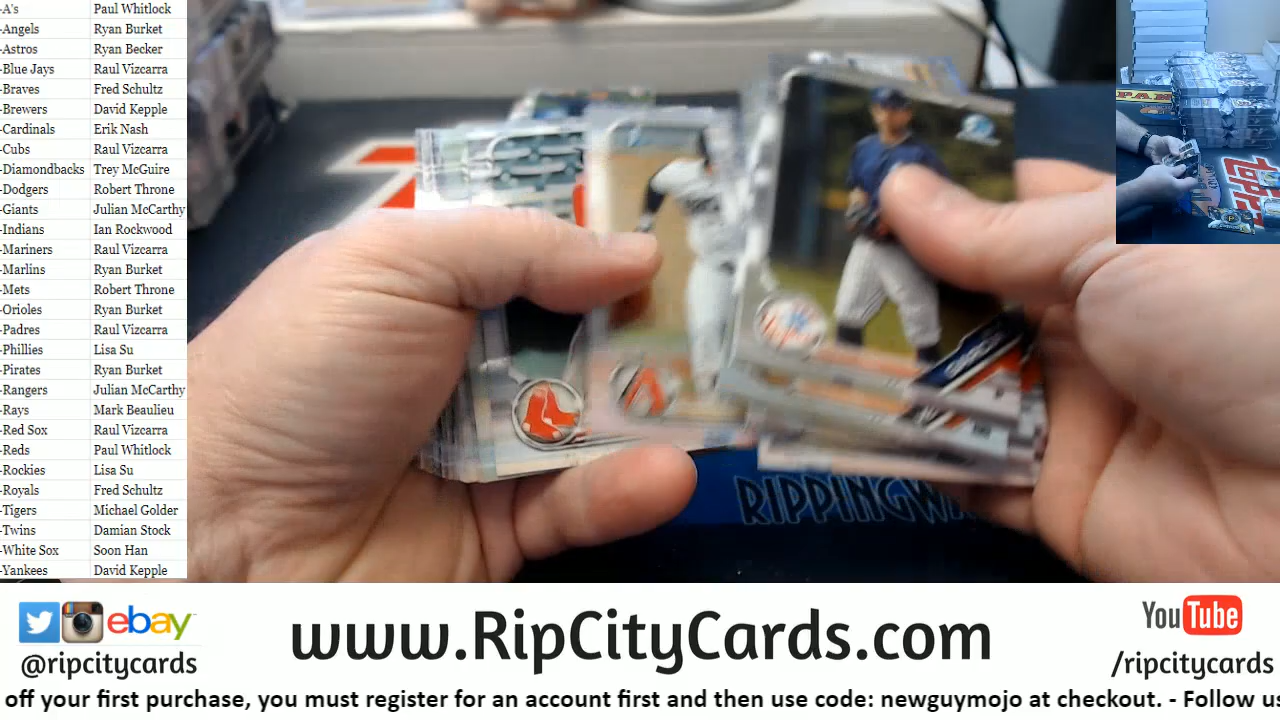 -A's Paul Whitlock
-Angels Ryan Burket
-Astros Ryan Becker
-Blue Jays Raul Vizcarra
-Braves Fred Schultz
-Brewers David Kepple
-Cardinals Erik Nash
-Cubs Raul Vizcarra
-Diamondbacks Trey McGuire
-Dodgers Robert Throne
-Giants Julian McCarthy
-Indians Ian Rockwood
-Mariners Raul Vizcarra
-Marlins Ryan Burket
-Mets Robert Throne
-Orioles Ryan Burket
-Padres Raul Vizcarra
-Phillies Lisa Su
-Pirates Ryan Burket
-Rangers Julian McCarthy
-Rays Mark Beaulieu
-Red Sox Raul Vizcarra
-Reds Paul Whitlock
-Rockies Lisa Su
-Royals Fred Schultz
-Tigers Michael Golder
-Twins Damian Stock
-White Sox Soon Han
-Yankees David Kepple
RIPPINGWA
Topps
ebay
@ripcitycards
www.RipCityCards.com
YouTube
/ripcitycards
off your first purchase, you must register for an account first and then use code: newguymojo at checkout. - Follow us